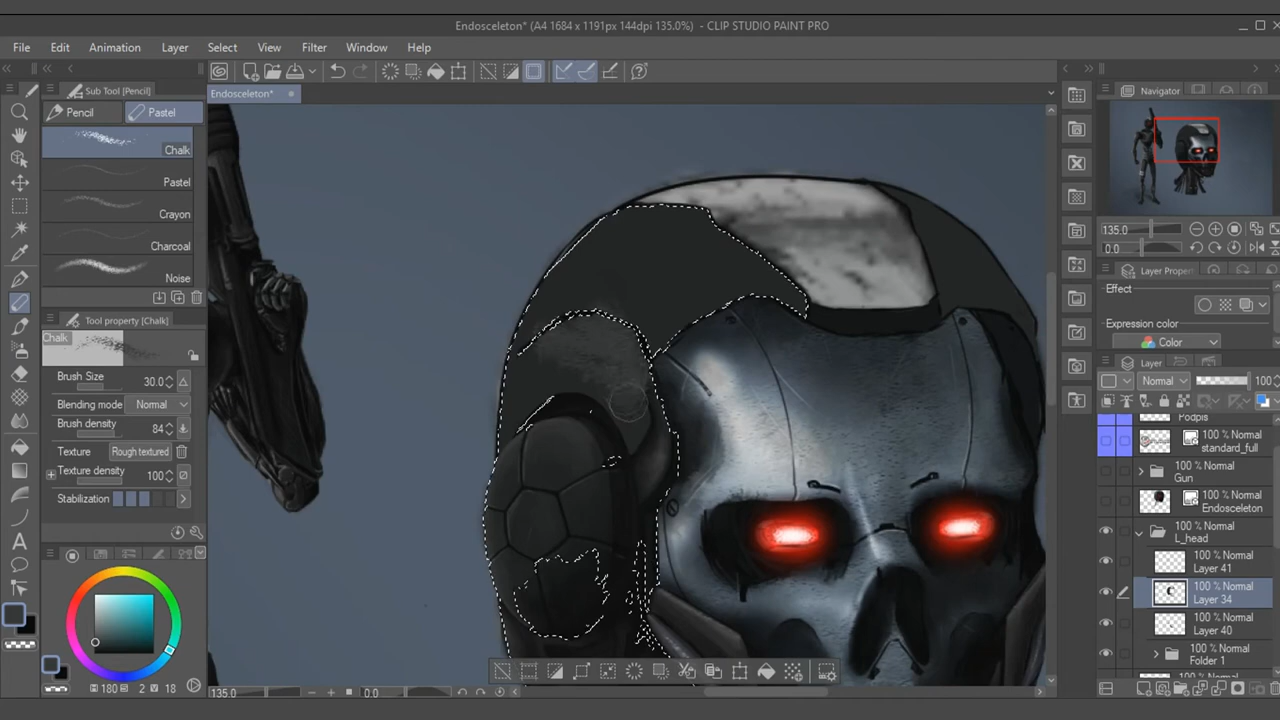 Endosceleton* (A4 1684 x 1191px 144dpi 135.0%) - CLIP STUDIO PAINT PRO
File Edit Animation Layer Select View Filter Window Help
Sub Tool [Pencil]
Endosceleton*
Navigator
Pencil Pastel
Chalk
Pastel
Crayon
Charcoal
Noise
135.0
0.0
Layer Propert
Effect
Expression color
Color
Tool property [Chalk]
Chalk
Brush Size 30.0
Blending mode Normal
Brush density 84
Texture Rough textured
Texture density 100
Stabilization
Layer
Normal 100
Podpis
100 % Normal
standard_full
100 % Normal
Gun
100 % Normal
Endosceleton
100 % Normal
L_head
100 % Normal
Layer 41
100 % Normal
Layer 34
100 % Normal
Layer 40
100 % Normal
Folder 1
180 2 18
135.0 0.0